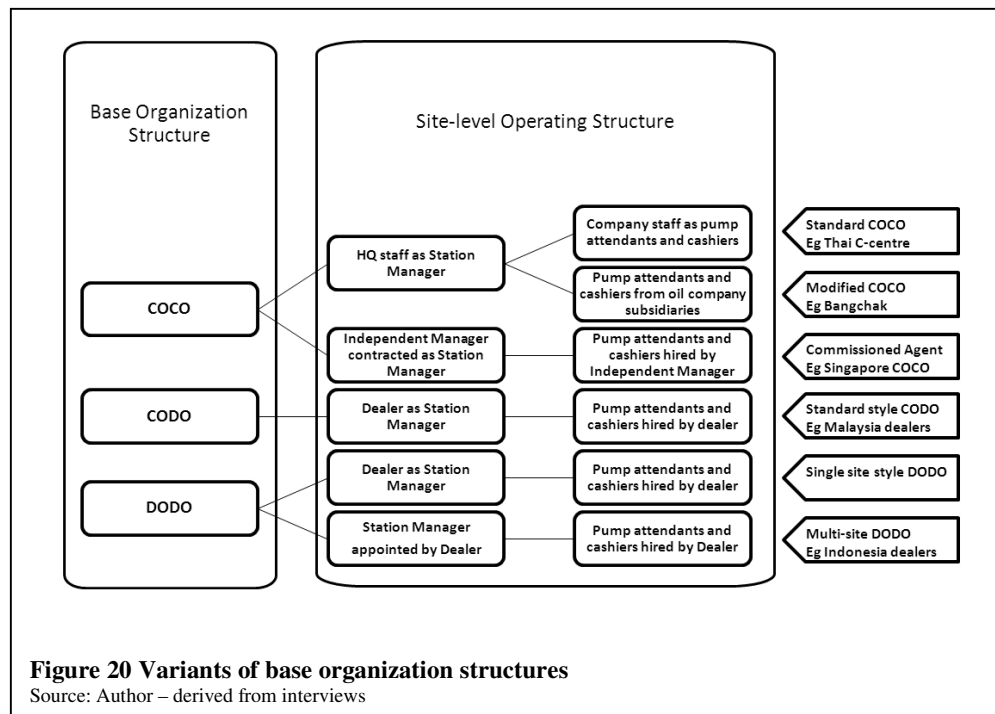 Base Organization
Structure
Site-level Operating Structure
COCO
CODO
DODO
HQ staff as Station
Manager
Independent Manager
contracted as Station
Manager
Dealer as Station
Manager
Dealer as Station
Manager
Station Manager
appointed by Dealer
Company staff as pump
attendants and cashiers
Pump attendants and
cashiers from oil company
subsidiaries
Pump attendants and
cashiers hired by
Independent Manager
Pump attendants and
cashiers hired by dealer
Pump attendants and
cashiers hired by dealer
Pump attendants and
cashiers hired by Dealer
Standard COCO
Eg Thai C-centre
Modified COCO
Eg Bangchak
Commissioned Agent
Eg Singapore COCO
Standard style CODO
Eg Malaysia dealers
Single site style DODO
Multi-site DODO
Eg Indonesia dealers
Figure 20 Variants of base organization structures
Source: Author – derived from interviews